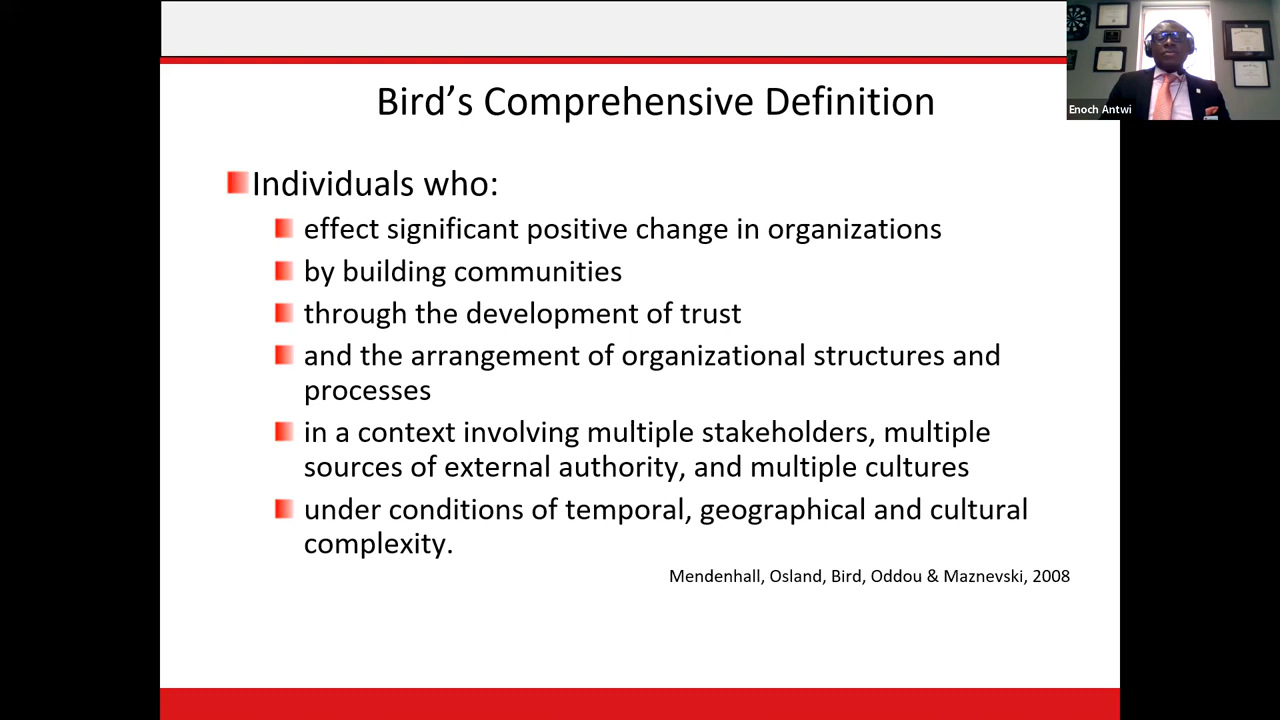 Bird’s Comprehensive Definition
Enoch Antwi
Individuals who:
effect significant positive change in organizations
by building communities
through the development of trust
and the arrangement of organizational structures and
processes
in a context involving multiple stakeholders, multiple
sources of external authority, and multiple cultures
under conditions of temporal, geographical and cultural
complexity.
Mendenhall, Osland, Bird, Oddou & Maznevski, 2008